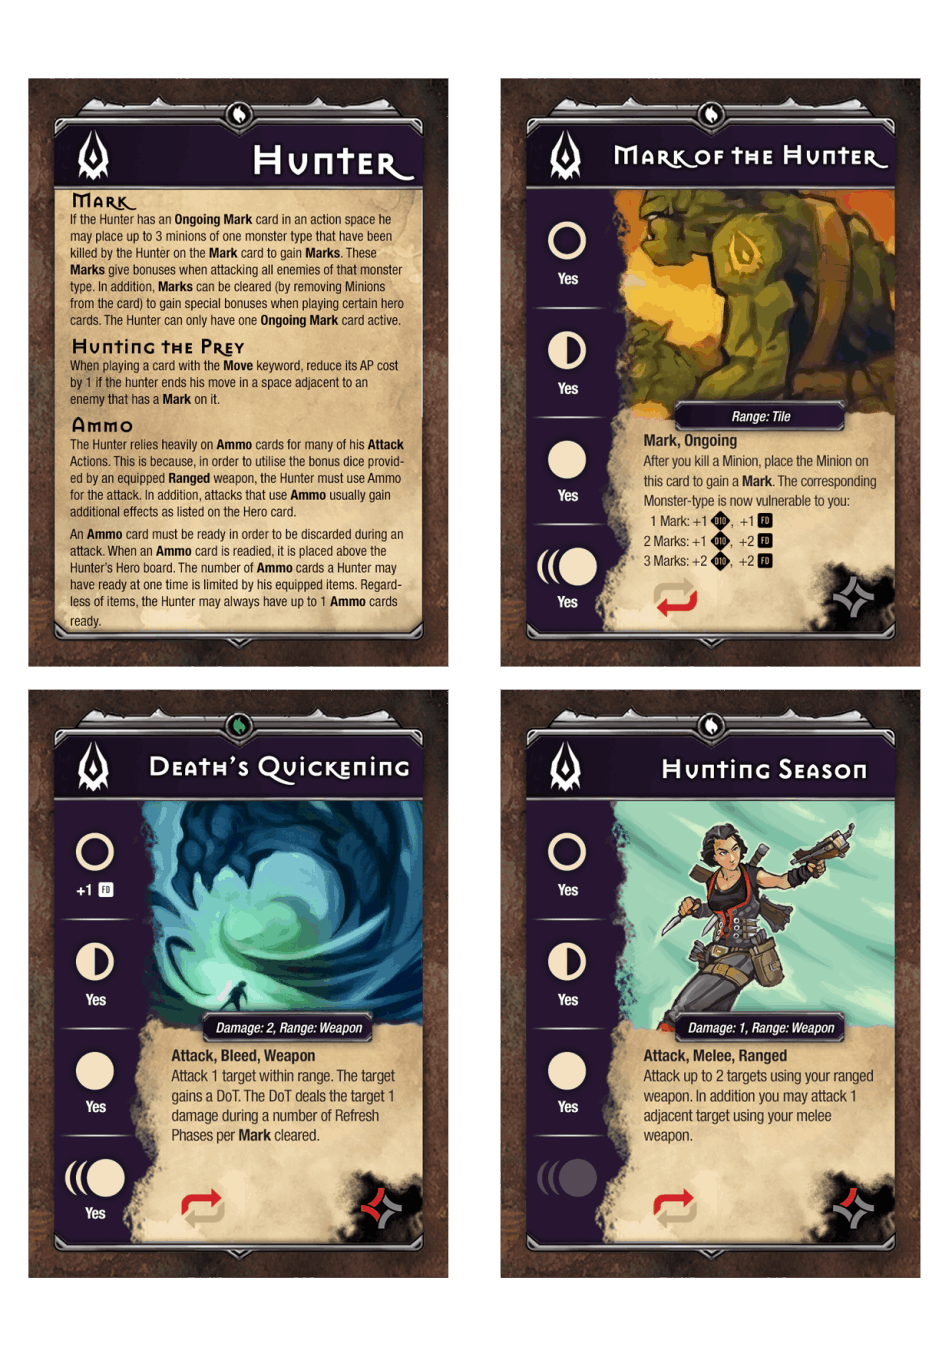 HUNTER
MARK
If the Hunter has an Ongoing Mark card in an action space he
may place up to 3 minions of one monster type that have been
killed by the Hunter on the Mark card to gain Marks. These
Marks give bonuses when attacking all enemies of that monster
type. In addition, Marks can be cleared (by removing Minions
from the card) to gain special bonuses when playing certain hero
cards. The Hunter can only have one Ongoing Mark card active.
HUNTING THE PREY
When playing a card with the Move keyword, reduce its AP cost
by 1 if the hunter ends his move in a space adjacent to an
enemy that has a Mark on it.
AMMO
The Hunter relies heavily on Ammo cards for many of his Attack
Actions. This is because, in order to utilise the bonus dice provid-
ed by an equipped Ranged weapon, the Hunter must use Ammo
for the attack. In addition, attacks that use Ammo usually gain
additional effects as listed on the Hero card.
An Ammo card must be ready in order to be discarded during an
attack. When an Ammo card is readied, it is placed above the
Hunter's Hero board. The number of Ammo cards a Hunter may
have ready at one time is limited by his equipped items. Regard-
less of items, the Hunter may always have up to 1 Ammo cards
ready.
MARK OF THE HUNTER
Yes
Yes
Yes
Yes
Range: Tile
Mark, Ongoing
After you kill a Minion, place the Minion on
this card to gain a Mark. The corresponding
Monster-type is now vulnerable to you:
1 Mark: +1 D10, +1 FD
2 Marks: +1 D10, +2 FD
3 Marks: +2 D10, +2 FD
DEATH'S QUICKENING
+1 FD
Yes
Yes
Yes
Damage: 2, Range: Weapon
Attack, Bleed, Weapon
Attack 1 target within range. The target
gains a DoT. The DoT deals the target 1
damage during a number of Refresh
Phases per Mark cleared.
HUNTING SEASON
Yes
Yes
Yes
Damage: 1, Range: Weapon
Attack, Melee, Ranged
Attack up to 2 targets using your ranged
weapon. In addition you may attack 1
adjacent target using your melee
weapon.